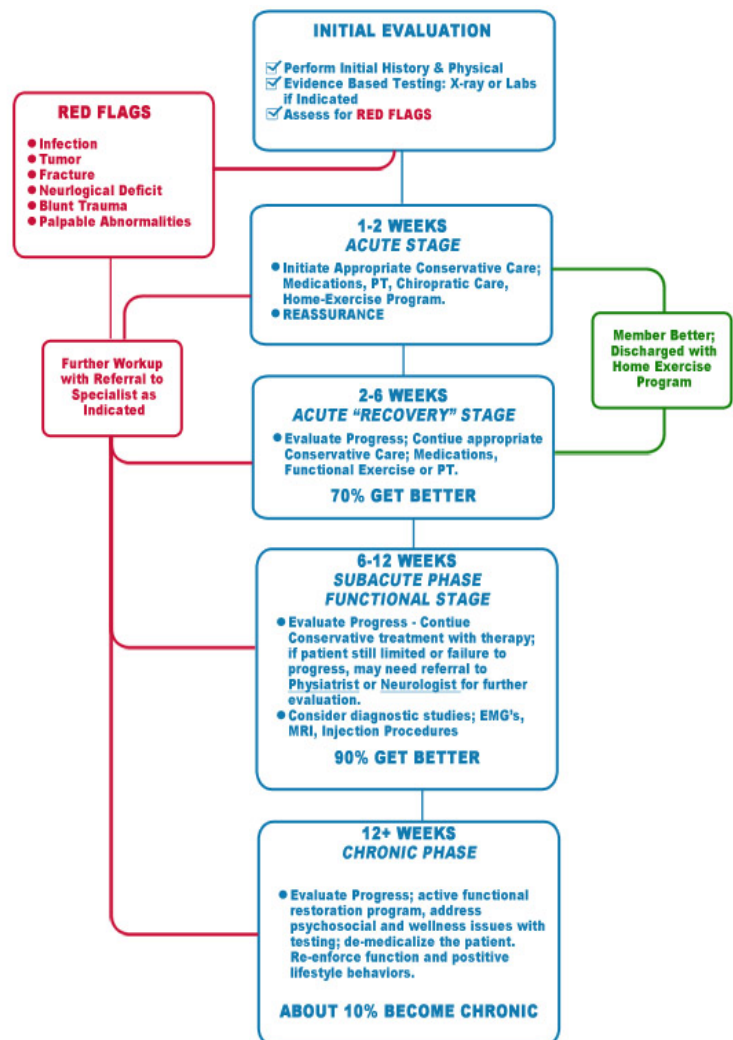 INITIAL EVALUATION
Perform Initial History & Physical
Evidence Based Testing: X-ray or Labs
if Indicated
Assess for RED FLAGS
RED FLAGS
Infection
Tumor
Fracture
Neurlogical Deficit
Blunt Trauma
Palpable Abnormalities
1-2 WEEKS
ACUTE STAGE
Initiate Appropriate Conservative Care;
Medications, PT, Chiropratic Care,
Home-Exercise Program.
REASSURANCE
Further Workup
with Referral to
Specialist as
Indicated
Member Better;
Discharged with
Home Exercise
Program
2-6 WEEKS
ACUTE “RECOVERY” STAGE
Evaluate Progress; Contiue appropriate
Conservative Care; Medications,
Functional Exercise or PT.
70% GET BETTER
6-12 WEEKS
SUBACUTE PHASE
FUNCTIONAL STAGE
Evaluate Progress - Contiue
Conservative treatment with therapy;
if patient still limited or failure to
progress, may need referral to
Physiatrist or Neurologist for further
evaluation.
Consider diagnostic studies; EMG's,
MRI, Injection Procedures
90% GET BETTER
12+ WEEKS
CHRONIC PHASE
Evaluate Progress; active functional
restoration program, address
psychosocial and wellness issues with
testing; de-medicalize the patient.
Re-enforce function and postitive
lifestyle behaviors.
ABOUT 10% BECOME CHRONIC